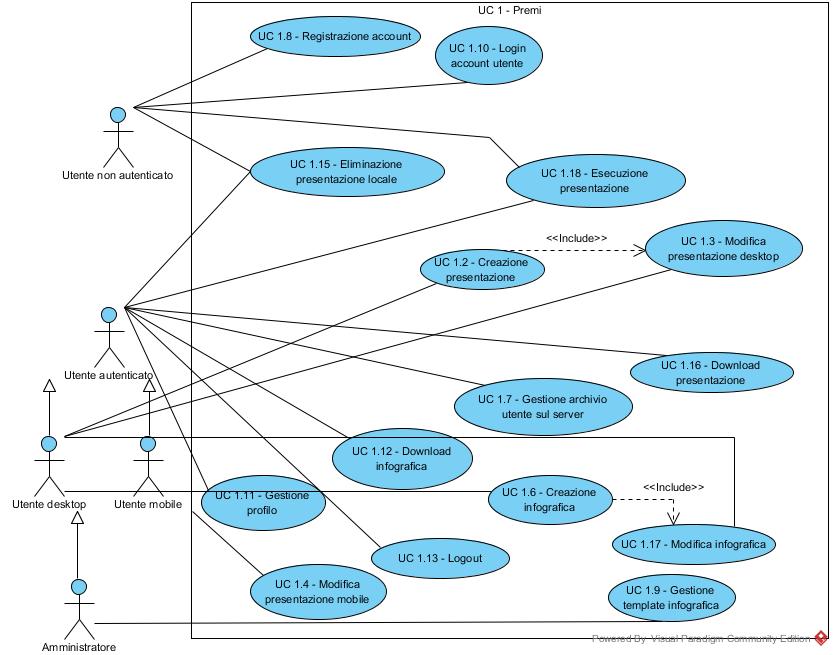 UC 1 - Premi
UC 1.8 - Registrazione account
UC 1.10 - Login
account utente
Utente non autenticato
UC 1.15 - Eliminazione
presentazione locale
UC 1.18 - Esecuzione
presentazione
<<Include>>
UC 1.3 - Modifica
presentazione desktop
UC 1.2 - Creazione
presentazione
Utente autenticato
UC 1.16 - Download
presentazione
UC 1.7 - Gestione archivio
utente sul server
UC 1.12 - Download
infografica
Utente desktop
Utente mobile
UC 1.11 - Gestione
profilo
UC 1.6 - Creazione
infografica
<<Include>>
UC 1.17 - Modifica infografica
UC 1.13 - Logout
UC 1.4 - Modifica
presentazione mobile
UC 1.9 - Gestione
template infografica
Amministratore
Powered By Visual Paradigm Community Edition